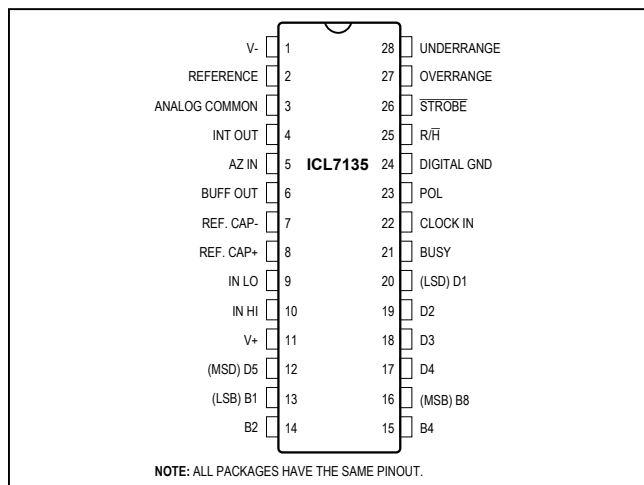 V- 1 28 UNDERRANGE
REFERENCE 2 27 OVERRANGE
ANALOG COMMON 3 26 S̅T̅R̅O̅B̅E̅
INT OUT 4 25 R/H̅
AZ IN 5 ICL7135 24 DIGITAL GND
BUFF OUT 6 23 POL
REF. CAP- 7 22 CLOCK IN
REF. CAP+ 8 21 BUSY
IN LO 9 20 (LSD) D1
IN HI 10 19 D2
V+ 11 18 D3
(MSD) D5 12 17 D4
(LSB) B1 13 16 (MSB) B8
B2 14 15 B4
NOTE: ALL PACKAGES HAVE THE SAME PINOUT.